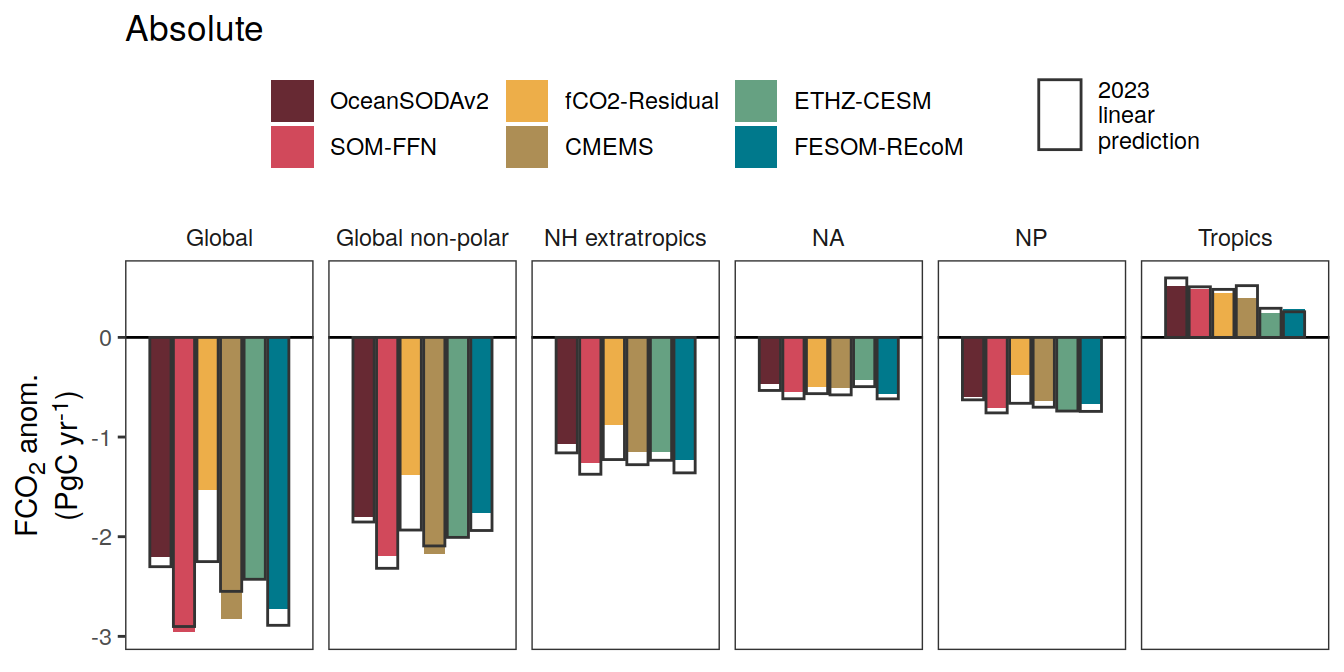 Absolute
OceanSODAv2
SOM-FFN
fCO2-Residual
CMEMS
ETHZ-CESM
FESOM-REcoM
2023
linear
prediction
Global
Global non-polar
NH extratropics
NA
NP
Tropics
FCO₂ anom.
(PgC yr⁻¹)
0
-1
-2
-3